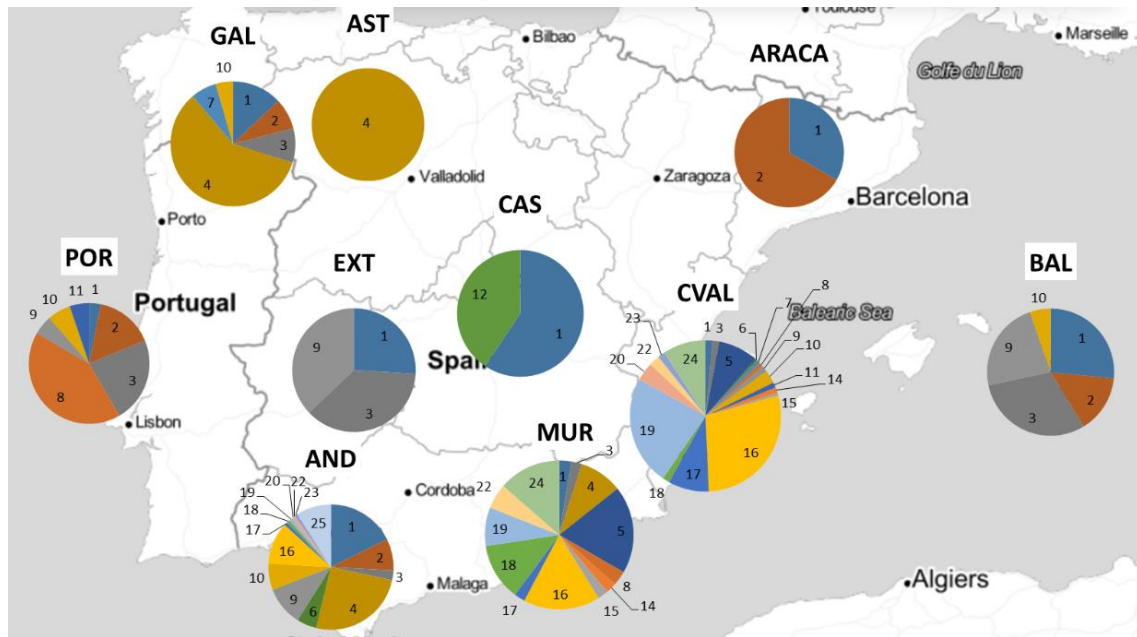 Toulouse
Marseille
Golfe du Lion
Bilbao
GAL
10
1
7
2
3
4
AST
4
ARACA
1
2
Valladolid
Zaragoza
Barcelona
Porto
POR
10
11
1
9
2
3
8
Portugal
Lisbon
EXT
9
1
3
CAS
12
1
Spai
CVAL
8
7
23
1
3
6
22
24
5
9
20
10
11
14
15
19
16
17
18
Balearic Sea
BAL
10
1
9
2
3
AND
20
22
19
23
18
25
1
17
16
2
3
10
9
6
4
Cordoba
Malaga
MUR
3
24
1
4
22
5
19
18
8
14
17
16
15
Algiers